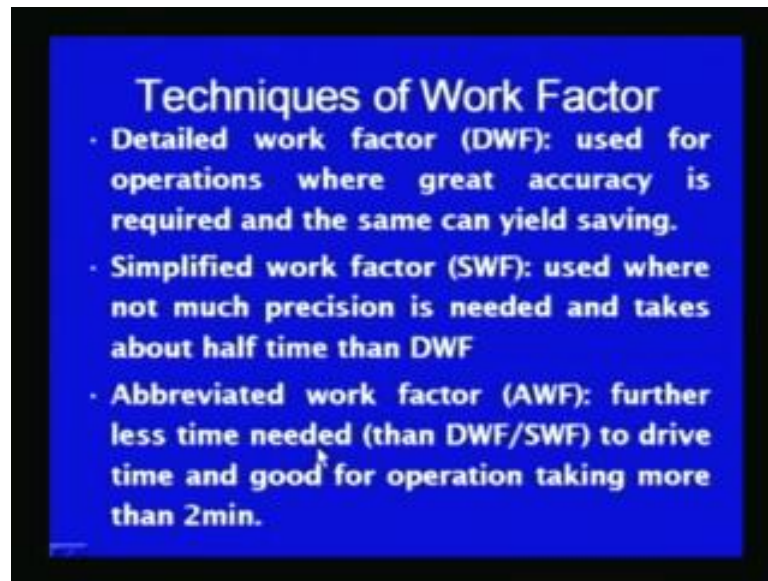 Techniques of Work Factor
· Detailed work factor (DWF): used for
operations where great accuracy is
required and the same can yield saving.
· Simplified work factor (SWF): used where
not much precision is needed and takes
about half time than DWF
· Abbreviated work factor (AWF): further
less time needed (than DWF/SWF) to drive
time and good for operation taking more
than 2min.